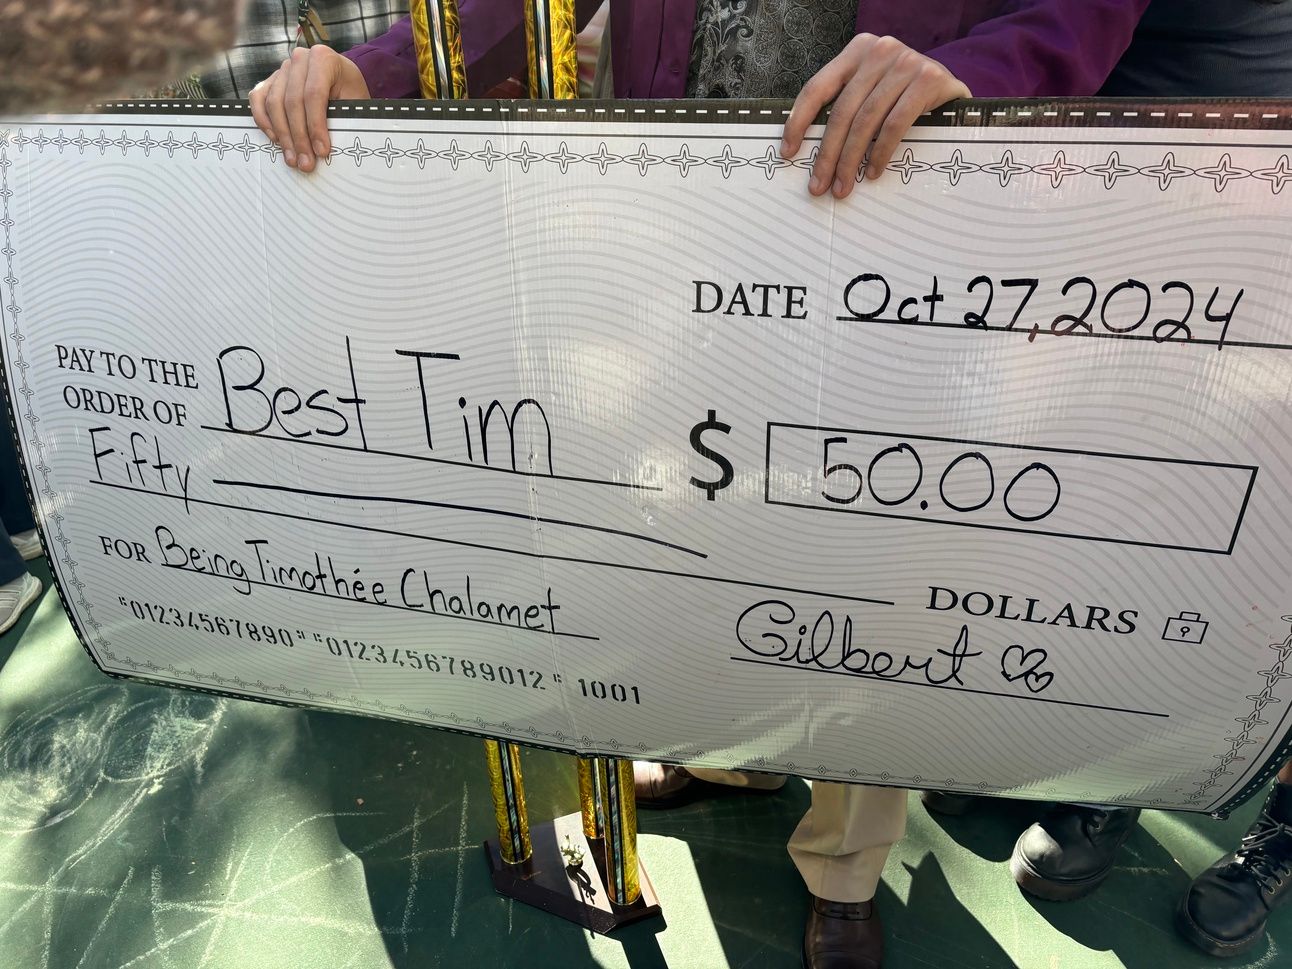 DATE Oct 27, 2024
PAY TO THE
ORDER OF Best Tim $ 50.00
Fifty DOLLARS
FOR Being Timothée Chalamet Gilbert
⑈01234567890⑈ ⑈0123456789012⑈ 1001